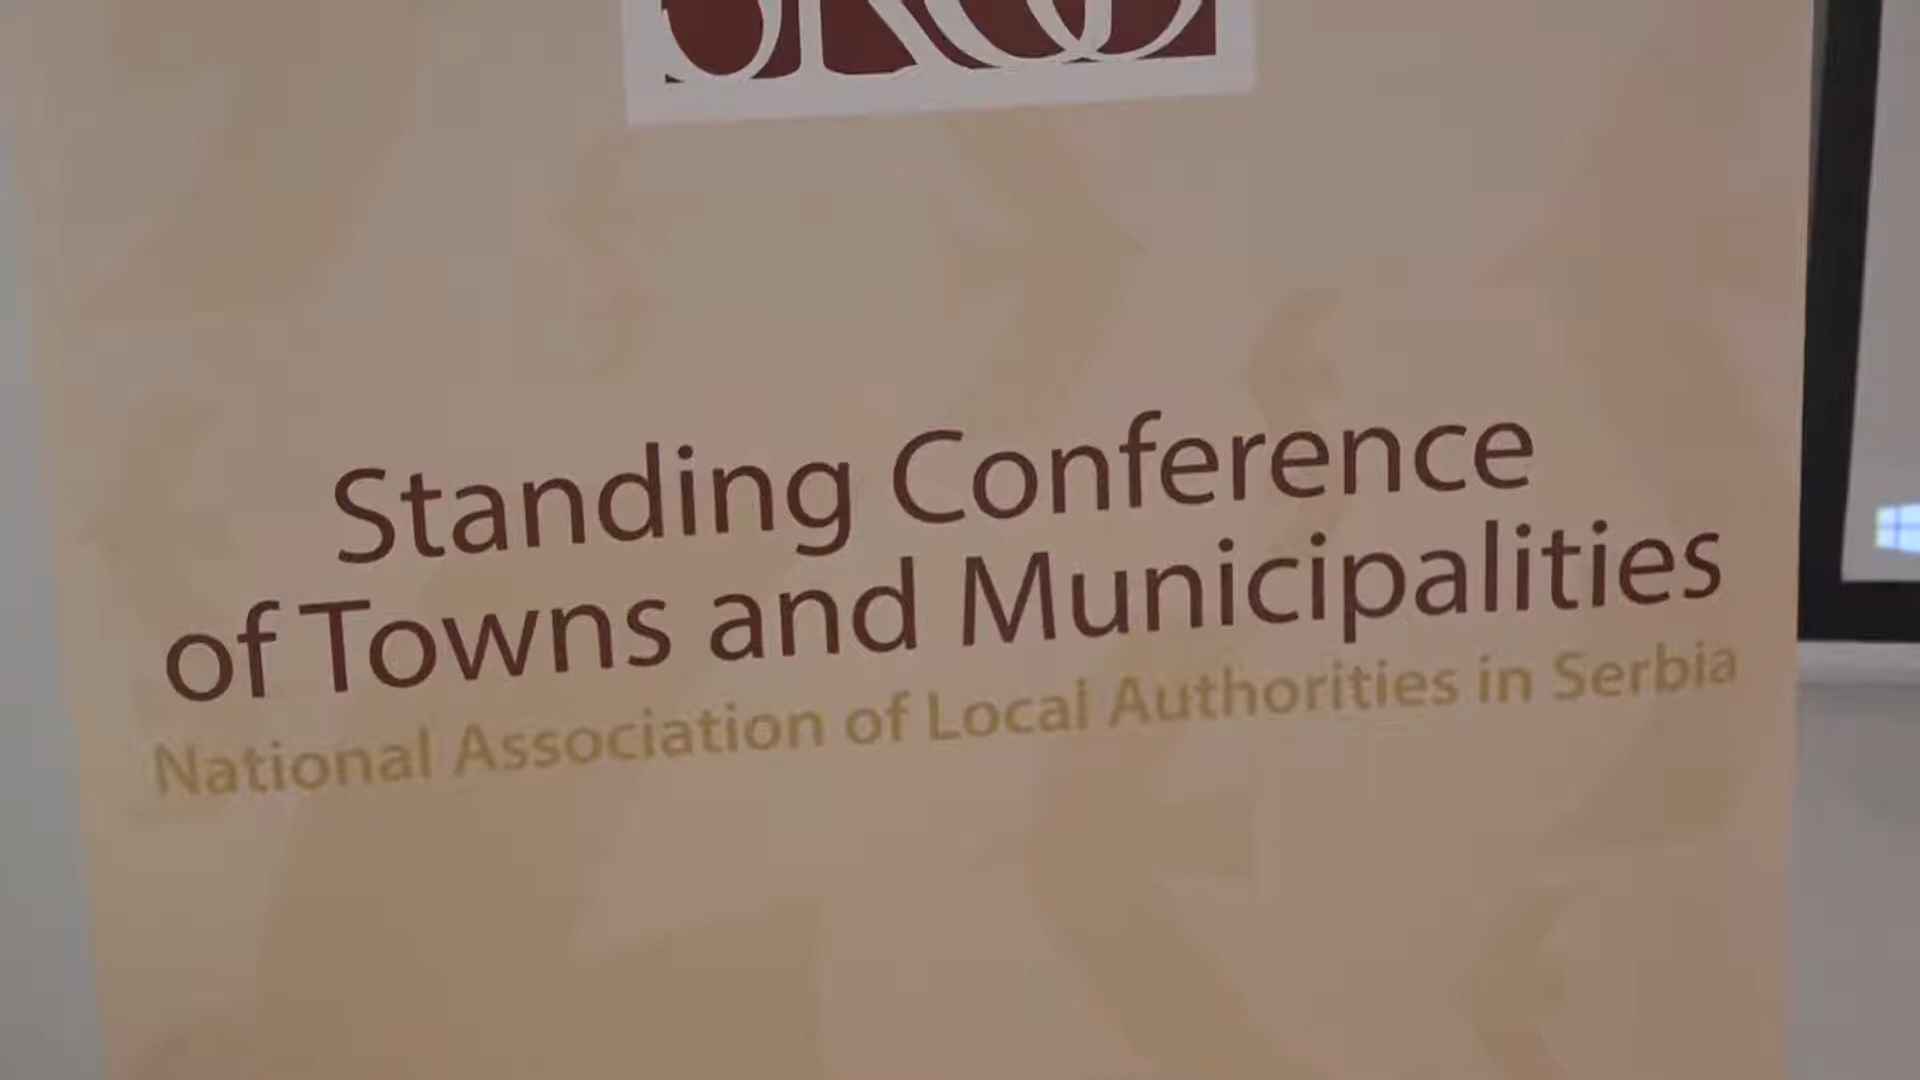 Standing Conference
of Towns and Municipalities
National Association of Local Authorities in Serbia